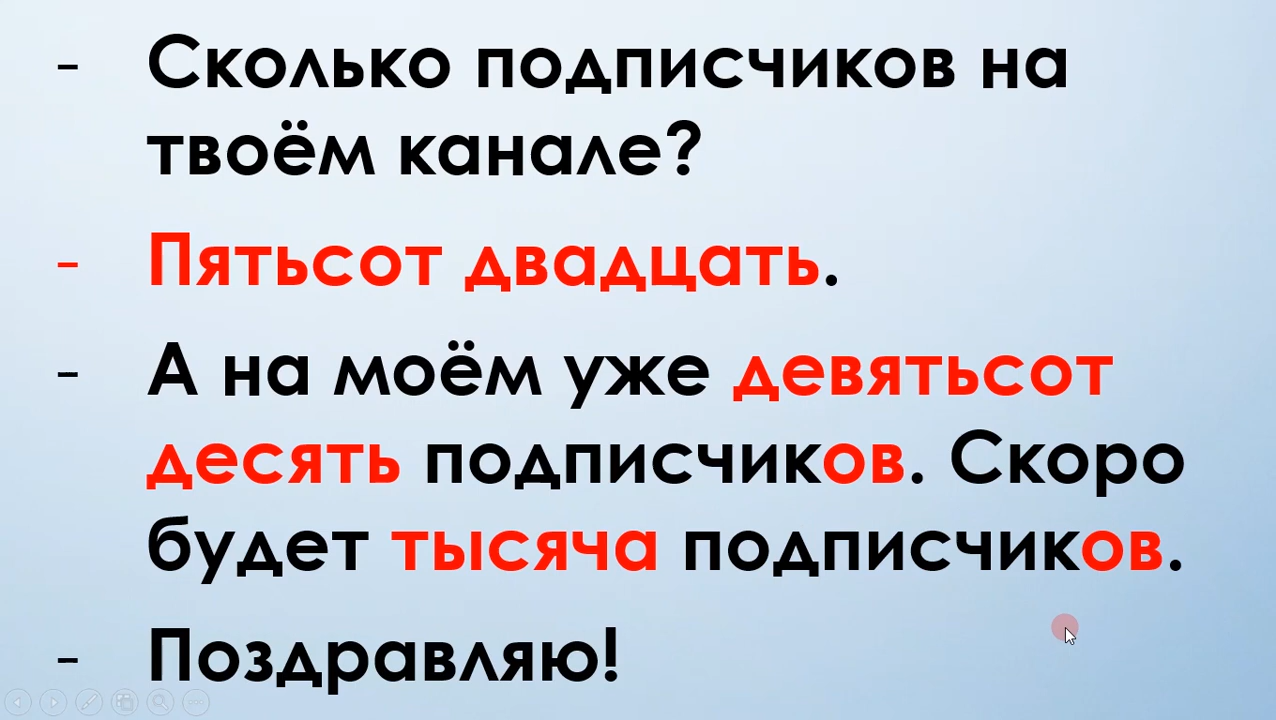 - Сколько подписчиков на
твоём канале?
- Пятьсот двадцать.
- А на моём уже девятьсот
десять подписчиков. Скоро
будет тысяча подписчиков.
- Поздравляю!